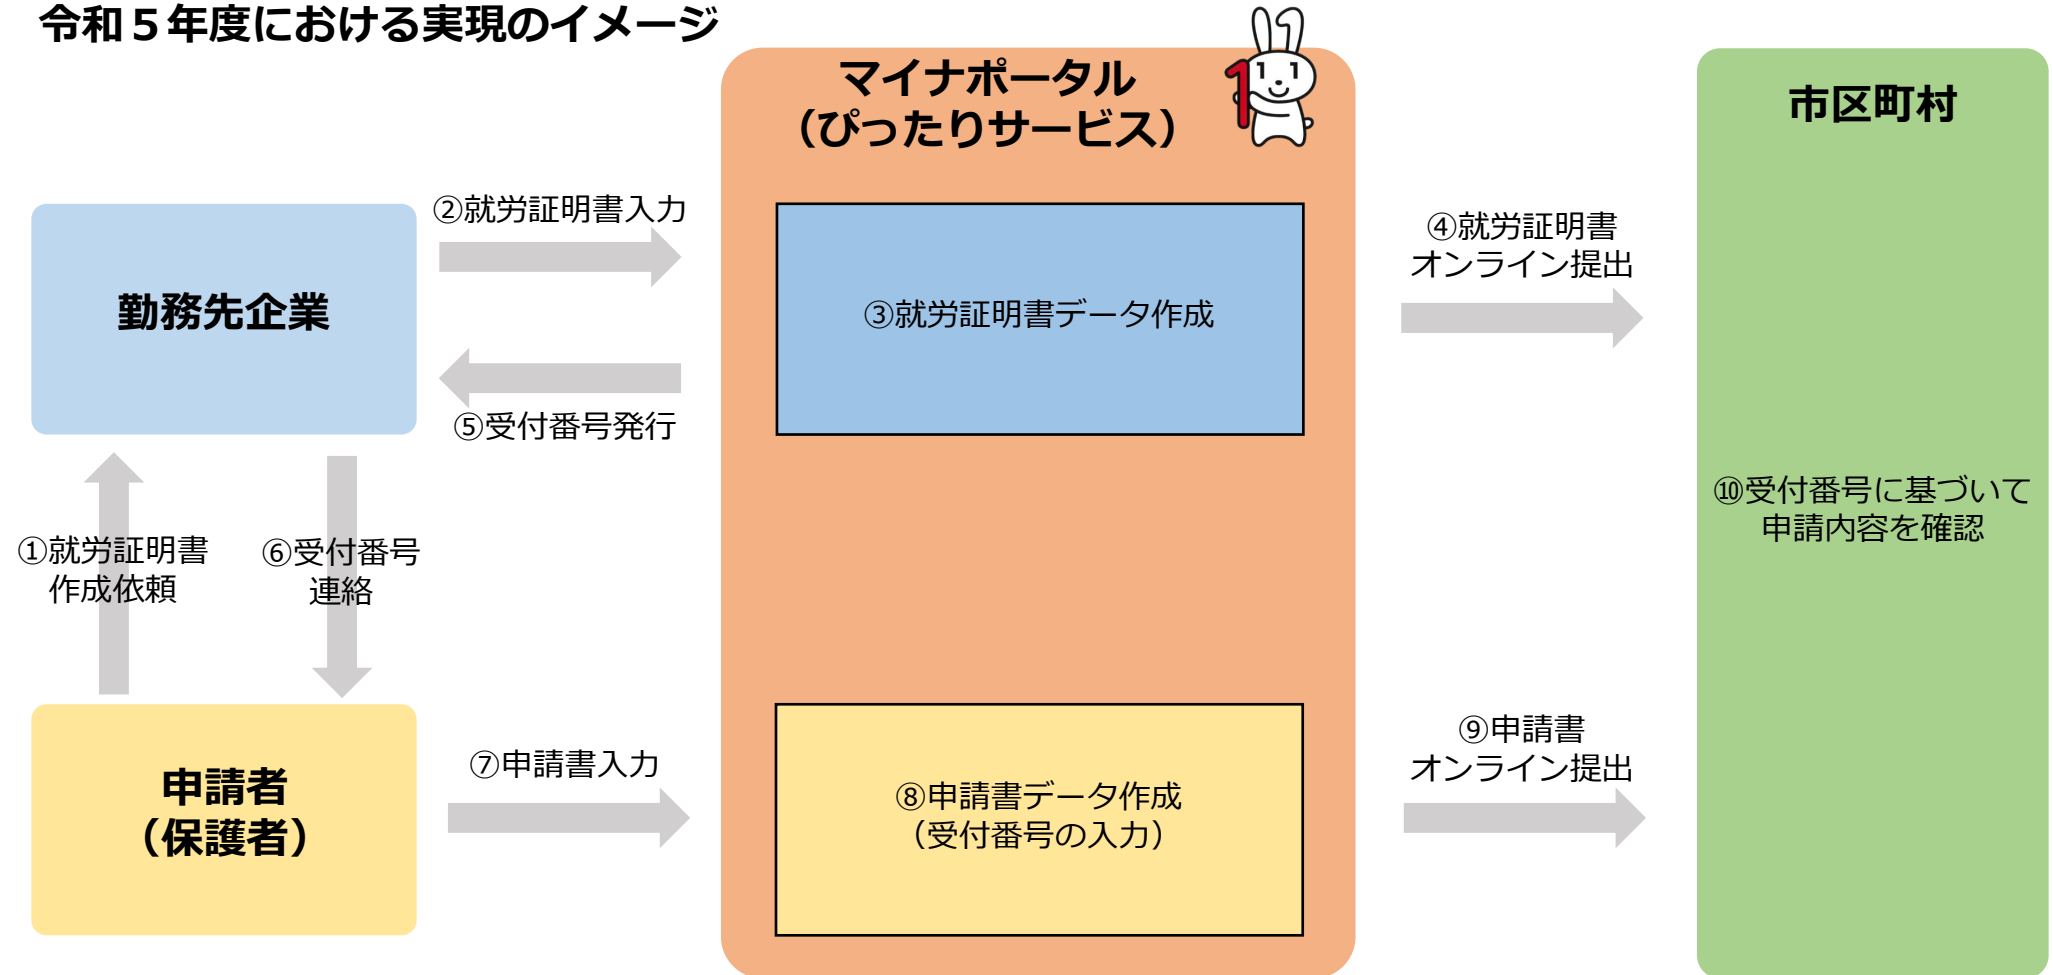 令和５年度における実現のイメージ
マイナポータル
（ぴったりサービス）
市区町村
②就労証明書入力
④就労証明書
オンライン提出
勤務先企業
③就労証明書データ作成
⑤受付番号発行
⑩受付番号に基づいて
申請内容を確認
①就労証明書
作成依頼
⑥受付番号
連絡
⑦申請書入力
⑨申請書
オンライン提出
申請者
（保護者）
⑧申請書データ作成
（受付番号の入力）